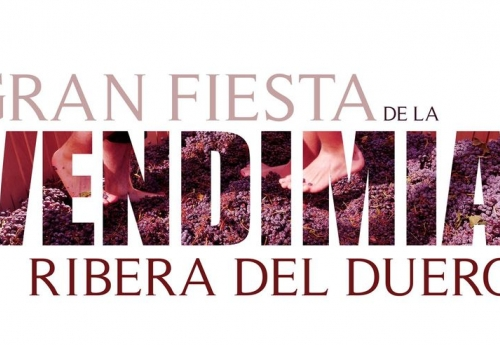 GRAN FIESTA DE LA
VENDIMIA
RIBERA DEL DUERO